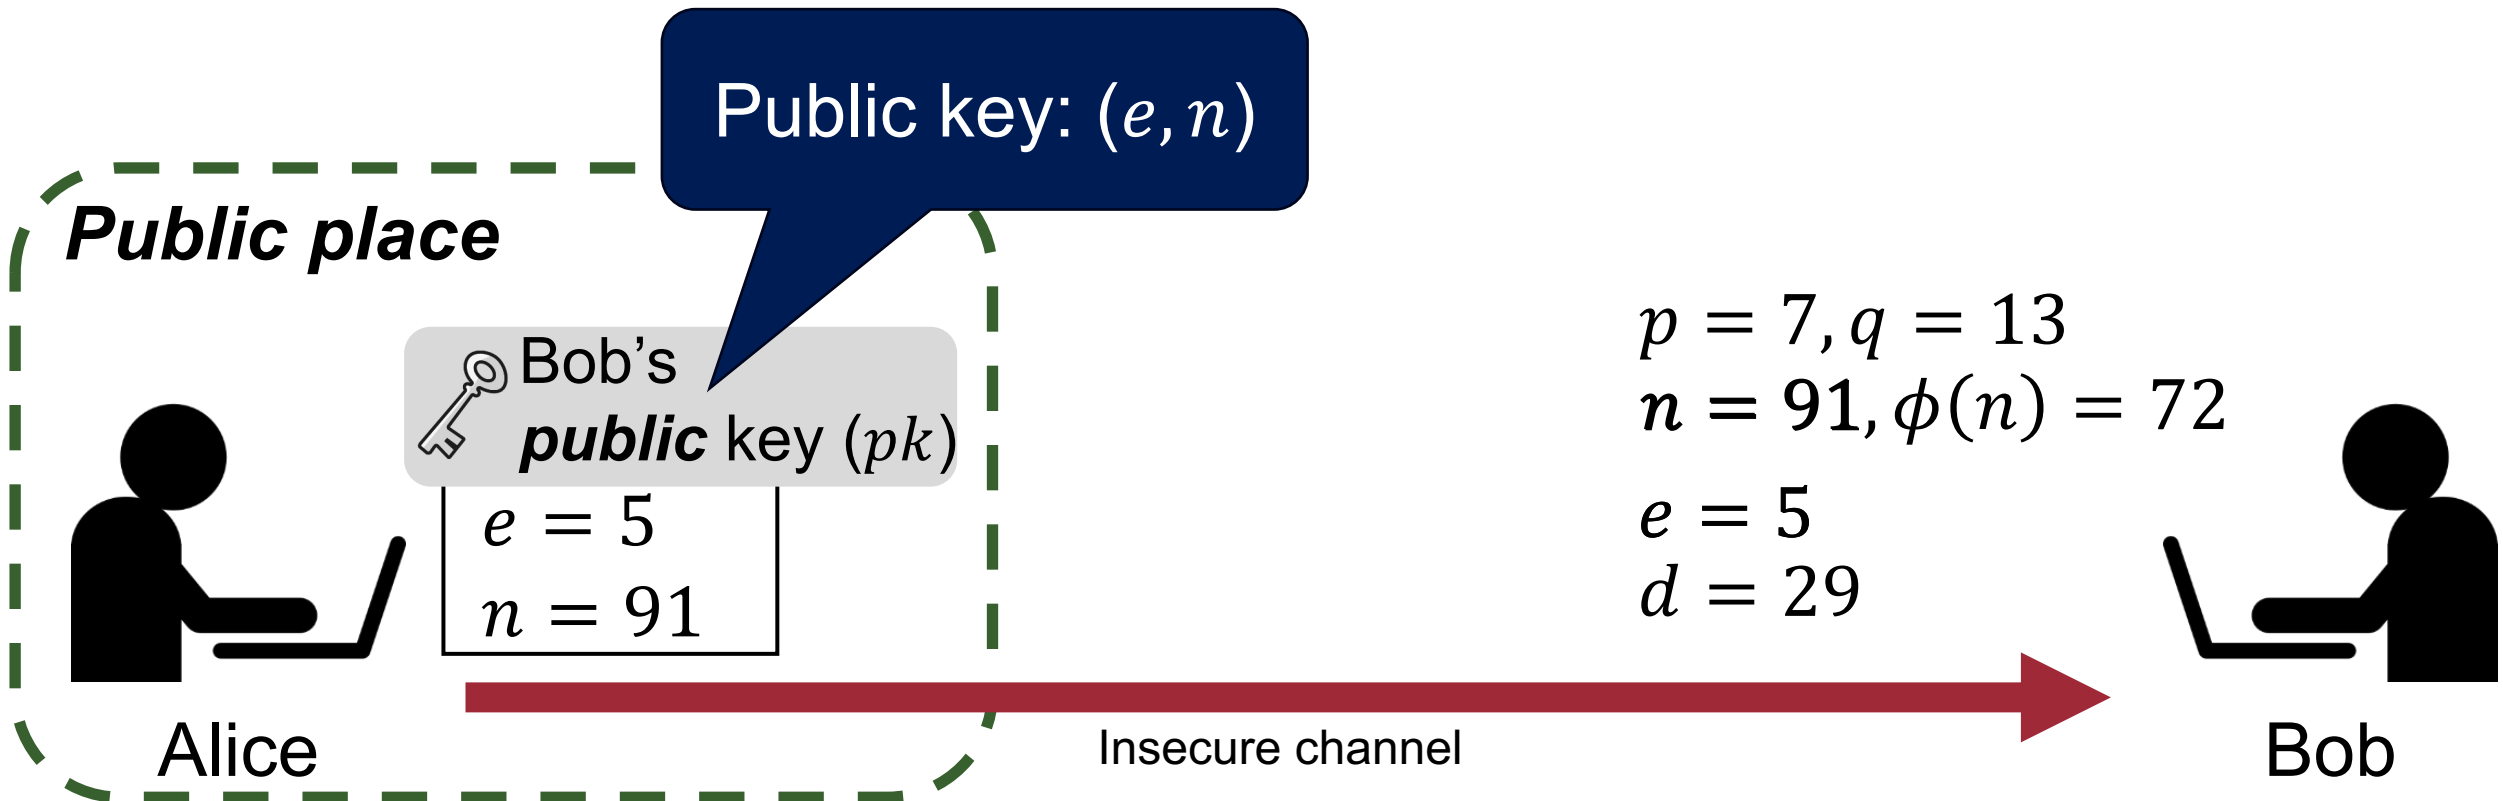 Public key: (e, n)
Public place
Bob's
public key (pk)
e = 5
n = 91
p = 7, q = 13
n = 91, ϕ(n) = 72
e = 5
d = 29
Insecure channel
Alice
Bob